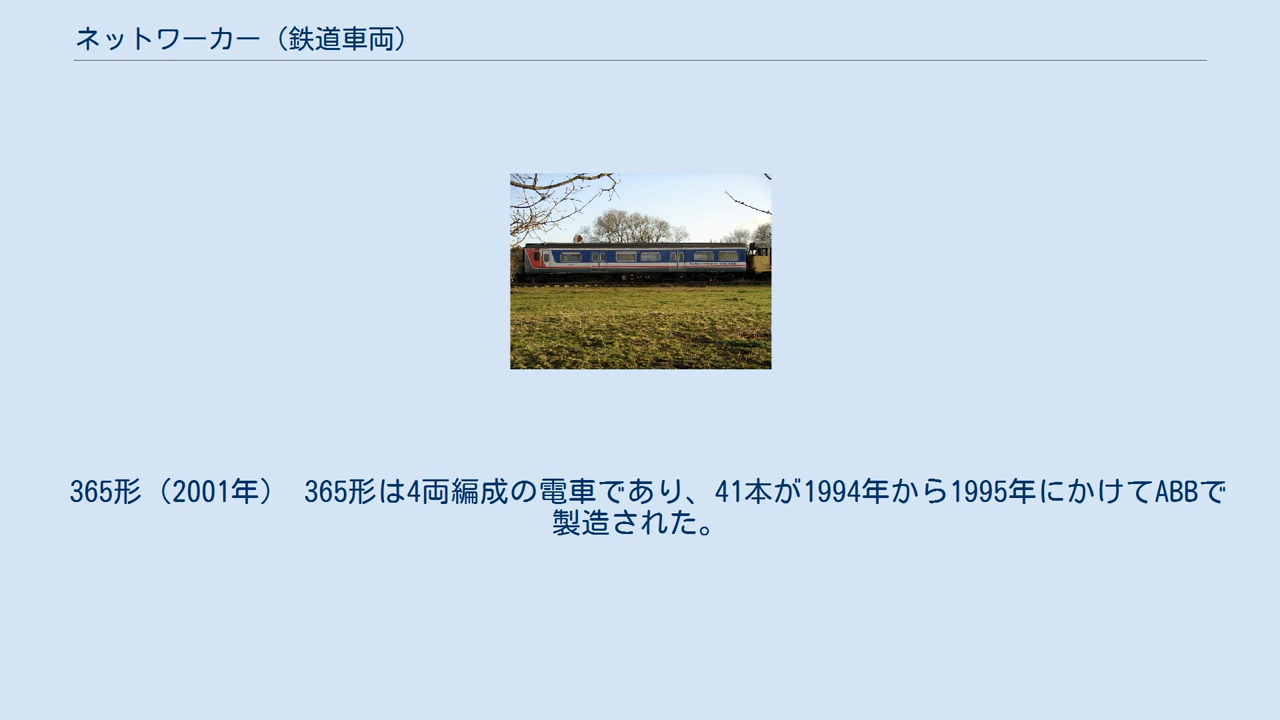 ネットワーカー（鉄道車両）
365形（2001年） 365形は4両編成の電車であり、41本が1994年から1995年にかけてABBで
製造された。